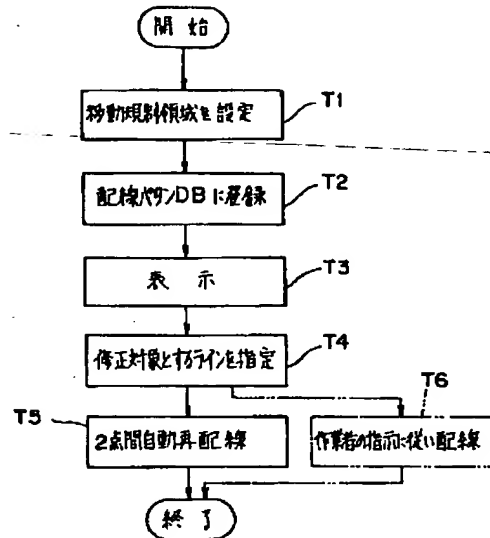 開始
移動規制領域を設定
T1
配線パタンDBに登録
T2
表示
T3
修正対象とするラインを指定
T4
T5
2点間自動再配線
T6
作業者の指示に従い配線
終了